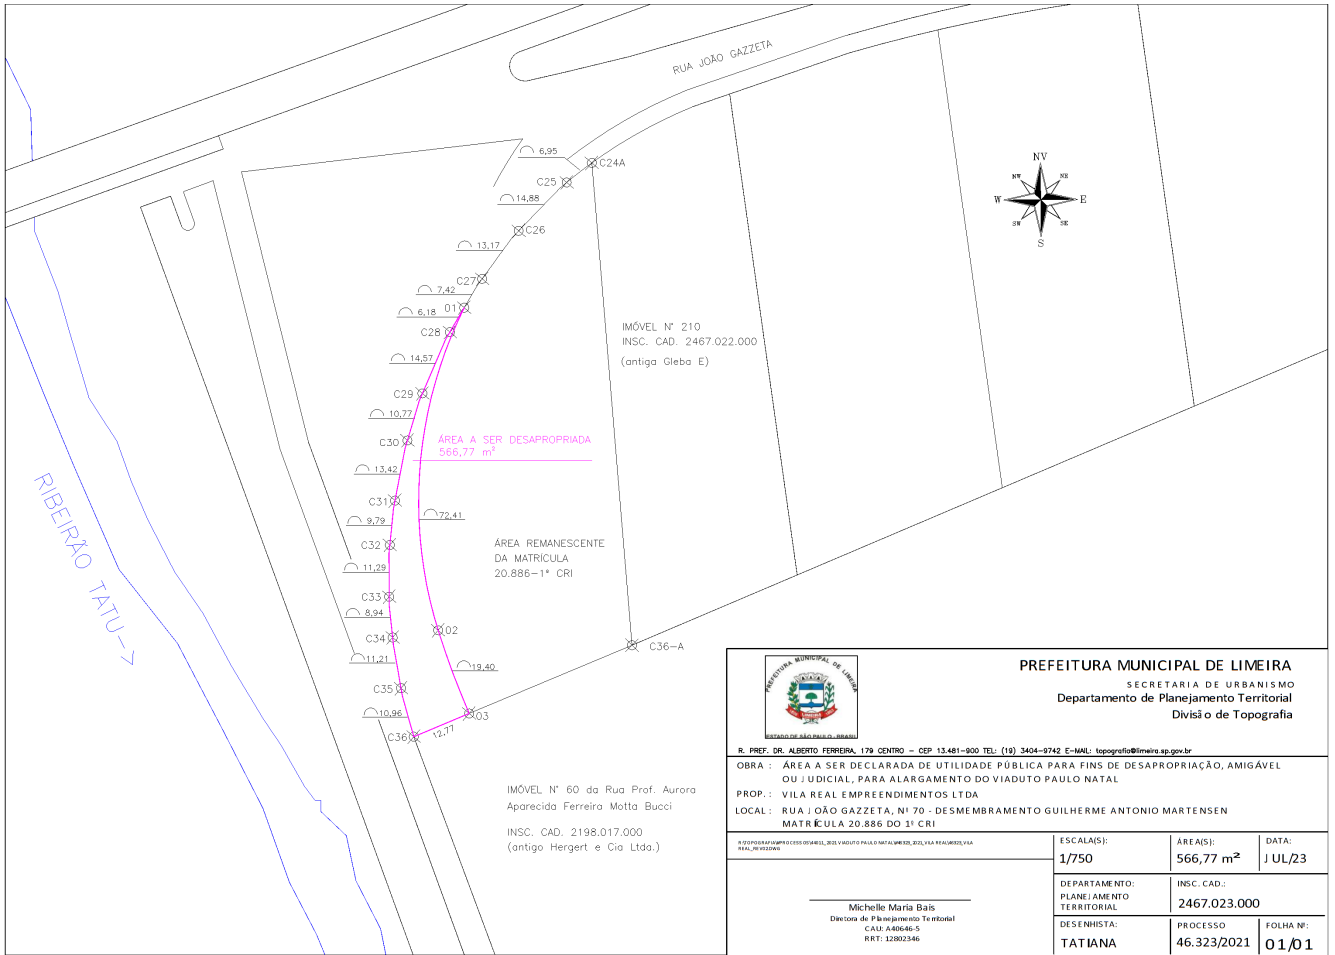 RUA JOÃO GAZZETA
6,95
C24A
C25
14,88
C26
13,17
C27
7,42
01
6,18
C28
14,57
C29
10,77
C30
13,42
C31
9,79
C32
11,29
C33
8,94
C34
11,21
C35
10,96
C36
12,77
03
19,40
02
72,41
C36-A
NV
NE
E
SE
S
SW
W
NW
IMÓVEL N° 210
INSC. CAD. 2467.022.000
(antiga Gleba E)
ÁREA A SER DESAPROPRIADA
566,77 m²
ÁREA REMANESCENTE
DA MATRÍCULA
20.886-1° CRI
RIBEIRÃO TATU->
IMÓVEL N° 60 da Rua Prof. Aurora
Aparecida Ferreira Motta Bucci
INSC. CAD. 2198.017.000
(antigo Hergert e Cia Ltda.)
PREFEITURA MUNICIPAL DE LIMEIRA
ESTADO DE SÃO PAULO - BRASIL
PREFEITURA MUNICIPAL DE LIMEIRA
SECRETARIA DE URBANISMO
Departamento de Planejamento Territorial
Divisão de Topografia
R. PREF. DR. ALBERTO FERREIRA, 179 CENTRO - CEP 13.481-900 TEL: (19) 3404-9742 E-MAIL: topografia@limeira.sp.gov.br
OBRA : ÁREA A SER DECLARADA DE UTILIDADE PÚBLICA PARA FINS DE DESAPROPRIAÇÃO, AMIGÁVEL
OU JUDICIAL, PARA ALARGAMENTO DO VIADUTO PAULO NATAL
PROP. : VILA REAL EMPREENDIMENTOS LTDA
LOCAL : RUA JOÃO GAZZETA, Nº 70 - DESMEMBRAMENTO GUILHERME ANTONIO MARTENSEN
MATRÍCULA 20.886 DO 1º CRI
Michelle Maria Bais
Diretora de Planejamento Territorial
CAU: A40646-5
RRT: 12802346
ESCALA(S):
1/750
ÁREA(S):
566,77 m²
DATA:
JUL/23
DEPARTAMENTO:
PLANEJAMENTO
TERRITORIAL
INSC. CAD.:
2467.023.000
DESENHISTA:
TATIANA
PROCESSO
46.323/2021
FOLHA Nº:
01/01